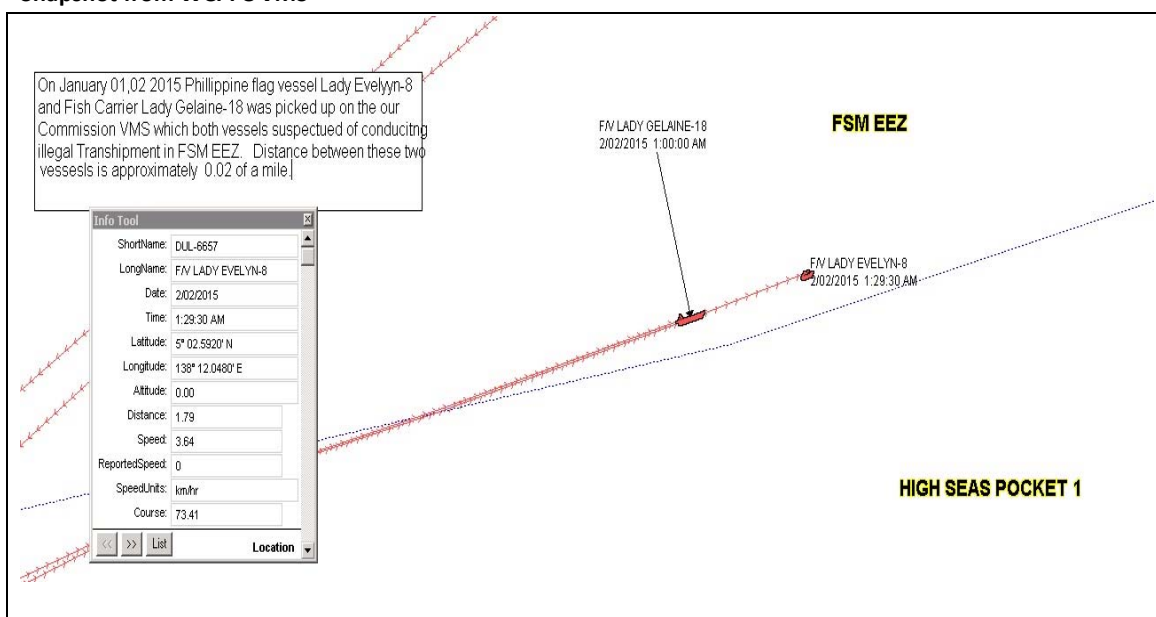 On January 01,02 2015 Phillippine flag vessel Lady Evelyyn-8
and Fish Carrier Lady Gelaine-18 was picked up on the our
Commission VMS which both vessels suspectued of conducitng
illegal Transhipment in FSM EEZ.   Distance between these two
vessesls is approximately  0.02 of a mile.
F/V LADY GELAINE-18
2/02/2015  1:00:00 AM
FSM EEZ
F/V LADY EVELYN-8
2/02/2015  1:29:30 AM
HIGH SEAS POCKET 1
Info Tool
ShortName: DUL-6657
LongName: F/V LADY EVELYN-8
Date: 2/02/2015
Time: 1:29:30 AM
Latitude: 5° 02.5920' N
Longitude: 138° 12.0480' E
Altitude: 0.00
Distance: 1.79
Speed: 3.64
ReportedSpeed: 0
SpeedUnits: km/hr
Course: 73.41
<< >> List Location